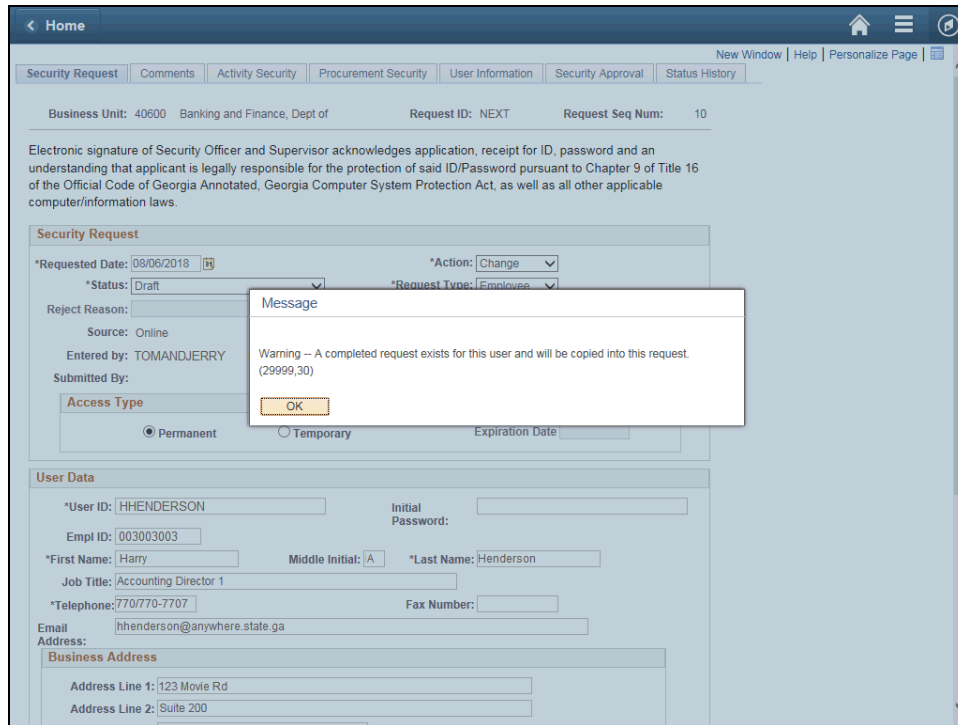 Home
New Window | Help | Personalize Page |
Security Request Comments Activity Security Procurement Security User Information Security Approval Status History
Business Unit: 40600 Banking and Finance, Dept of Request ID: NEXT Request Seq Num: 10
Electronic signature of Security Officer and Supervisor acknowledges application, receipt for ID, password and an
understanding that applicant is legally responsible for the protection of said ID/Password pursuant to Chapter 9 of Title 16
of the Official Code of Georgia Annotated, Georgia Computer System Protection Act, as well as all other applicable
computer/information laws.
Security Request
*Requested Date: 08/06/2018 *Action: Change
*Status: Draft *Request Type: Employee
Reject Reason:
Message
Source: Online
Warning -- A completed request exists for this user and will be copied into this request.
(29999,30)
Entered by: TOMANDJERRY
Submitted By:
OK
Access Type
Permanent Temporary Expiration Date
User Data
*User ID: HHENDERSON Initial
Password:
Empl ID: 003003003
*First Name: Harry Middle Initial: A *Last Name: Henderson
Job Title: Accounting Director 1
*Telephone: 770/770-7707 Fax Number:
Email
Address: hhenderson@anywhere.state.ga
Business Address
Address Line 1: 123 Movie Rd
Address Line 2: Suite 200